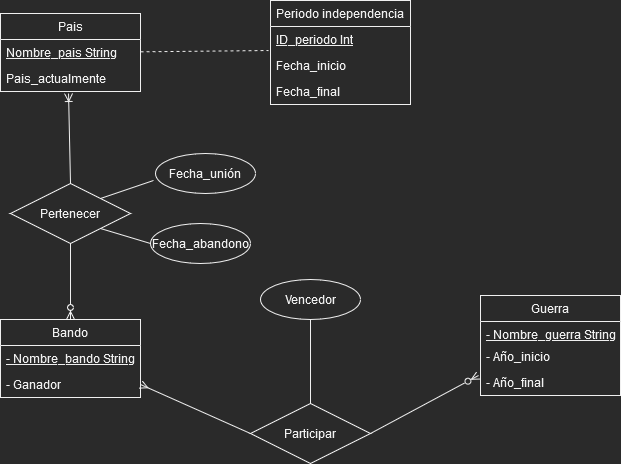 Pais
Nombre_pais String
Pais_actualmente
Periodo independencia
ID_periodo Int
Fecha_inicio
Fecha_final
Fecha_unión
Pertenecer
Fecha_abandono
Vencedor
Bando
- Nombre_bando String
- Ganador
Guerra
- Nombre_guerra String
- Año_inicio
- Año_final
Participar